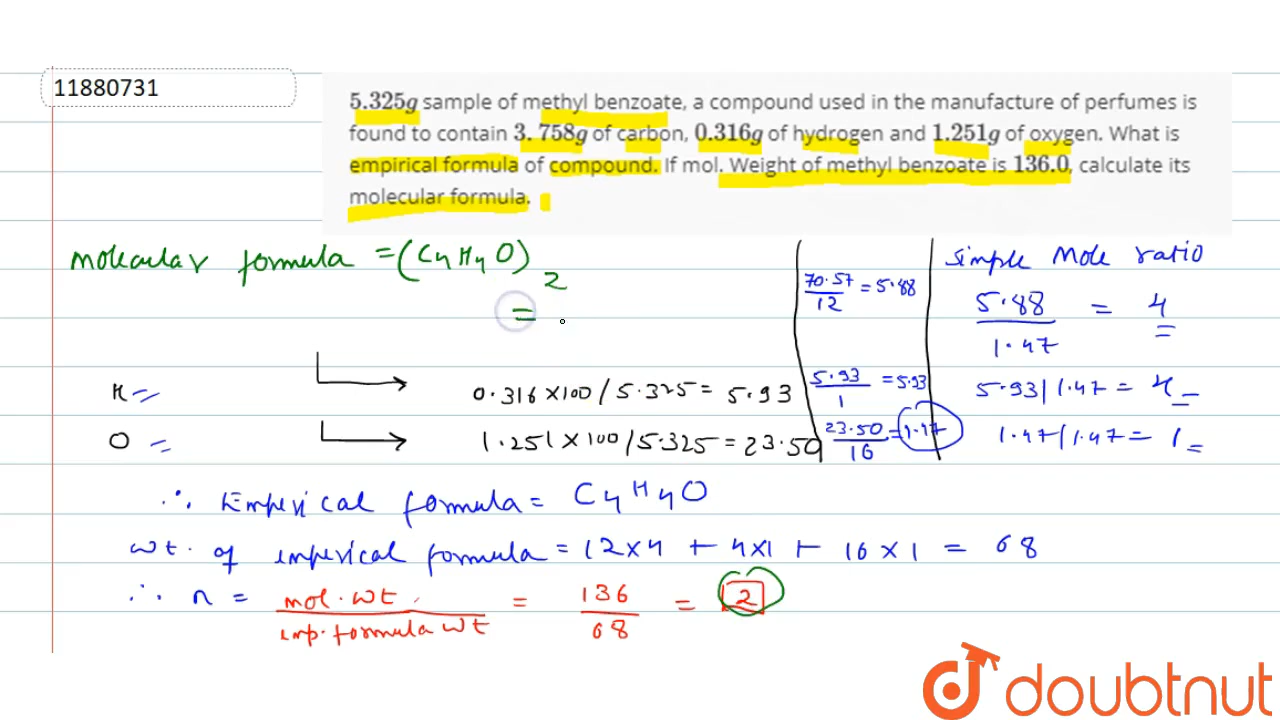 11880731
5.325g sample of methyl benzoate, a compound used in the manufacture of perfumes is
found to contain 3. 758g of carbon, 0.316g of hydrogen and 1.251g of oxygen. What is
empirical formula of compound. If mol. Weight of methyl benzoate is 136.0, calculate its
molecular formula.
molecular formula = (C4H4O)2
=
70.57/12 = 5.88
simple mole ratio
5.88/1.47 = 4
H = 0.316×100/5.325 = 5.93 5.93/1 = 5.93 5.93/1.47 = 4
O = 1.251×100/5.325 = 23.50 23.50/16 = 1.47 1.47/1.47 = 1
∴ Emperical formula = C4H4O
wt. of emperical formula = 12×4 + 4×1 + 16×1 = 68
∴ n = mol.wt./emp.formula wt = 136/68 = 2
doubtnut